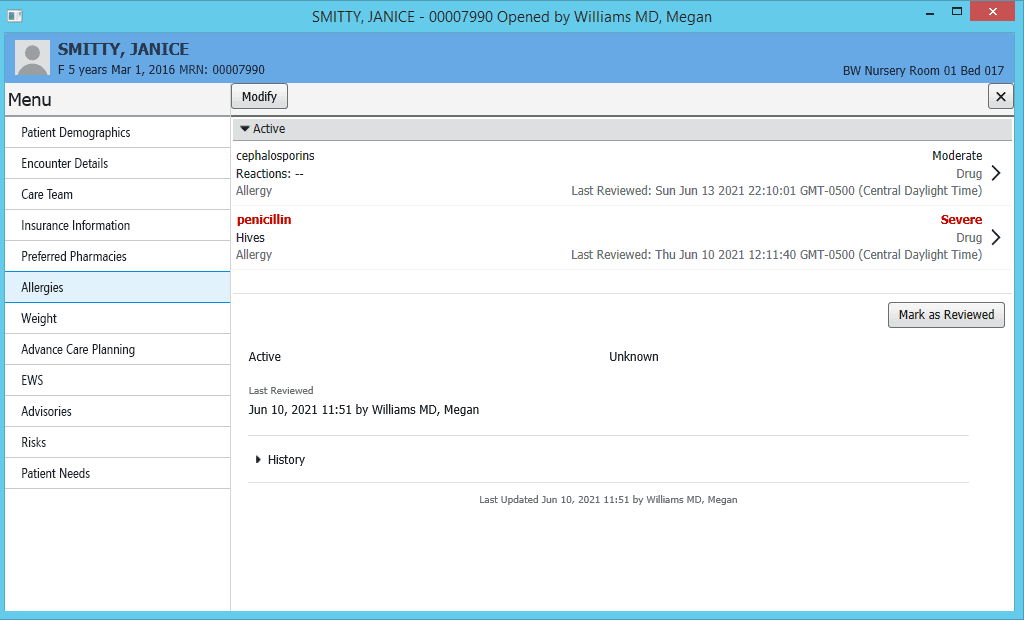 SMITTY, JANICE - 00007990 Opened by Williams MD, Megan
SMITTY, JANICE
F 5 years Mar 1, 2016 MRN: 00007990
BW Nursery Room 01 Bed 017
Menu
Modify
Patient Demographics
Encounter Details
Care Team
Insurance Information
Preferred Pharmacies
Allergies
Weight
Advance Care Planning
EWS
Advisories
Risks
Patient Needs
Active
cephalosporins Moderate
Reactions: -- Drug
Allergy Last Reviewed: Sun Jun 13 2021 22:10:01 GMT-0500 (Central Daylight Time)
penicillin Severe
Hives Drug
Allergy Last Reviewed: Thu Jun 10 2021 12:11:40 GMT-0500 (Central Daylight Time)
Mark as Reviewed
Active Unknown
Last Reviewed
Jun 10, 2021 11:51 by Williams MD, Megan
History
Last Updated Jun 10, 2021 11:51 by Williams MD, Megan